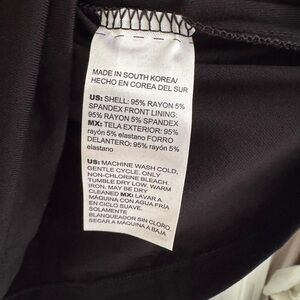 MADE IN SOUTH KOREA/
HECHO EN COREA DEL SUR
US: SHELL: 95% RAYON 5%
SPANDEX FRONT LINING:
95% RAYON 5% SPANDEX
MX: TELA EXTERIOR: 95%
rayón 5% elastano FORRO
DELANTERO: 95% rayón 5%
elastano
US: MACHINE WASH COLD,
GENTLE CYCLE. ONLY
NON-CHLORINE BLEACH.
TUMBLE DRY LOW. WARM
IRON. MAY BE DRY
CLEANED MX: LAVAR A
MÁQUINA CON AGUA FRÍA
EN CICLO SUAVE.
SOLAMENTE
BLANQUEADOR SIN CLORO.
SECAR A MÁQUINA A BAJA